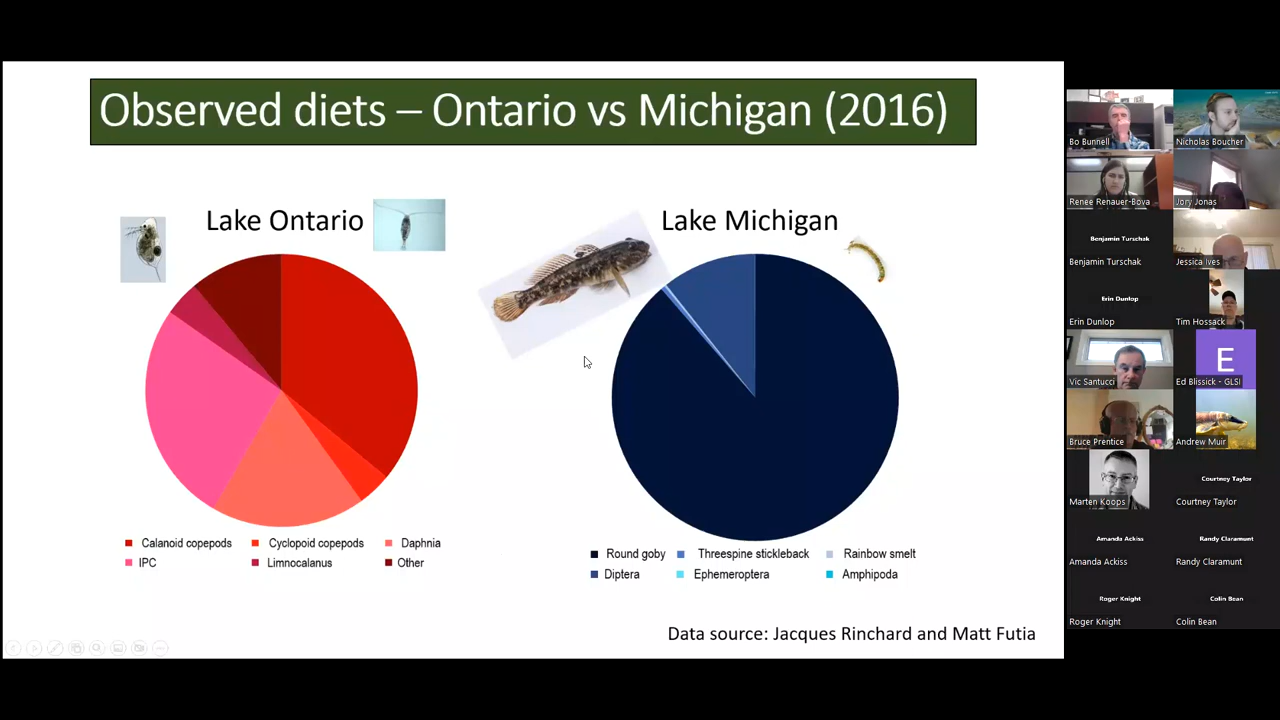 Observed diets – Ontario vs Michigan (2016)
Lake Ontario
Lake Michigan
Calanoid copepods
Cyclopoid copepods
Daphnia
IPC
Limnocalanus
Other
Round goby
Threespine stickleback
Rainbow smelt
Diptera
Ephemeroptera
Amphipoda
Data source: Jacques Rinchard and Matt Futia
Bo Bunnell
Nicholas Boucher
Renee Renauer-Bova
Jory Jonas
Benjamin Turschak
Benjamin Turschak
Jessica Ives
Erin Dunlop
Erin Dunlop
Tim Hossack
Vic Santucci
E
Ed Blissick - GLSI
Bruce Prentice
Andrew Muir
Marten Koops
Courtney Taylor
Courtney Taylor
Amanda Ackiss
Amanda Ackiss
Randy Claramunt
Randy Claramunt
Roger Knight
Roger Knight
Colin Bean
Colin Bean